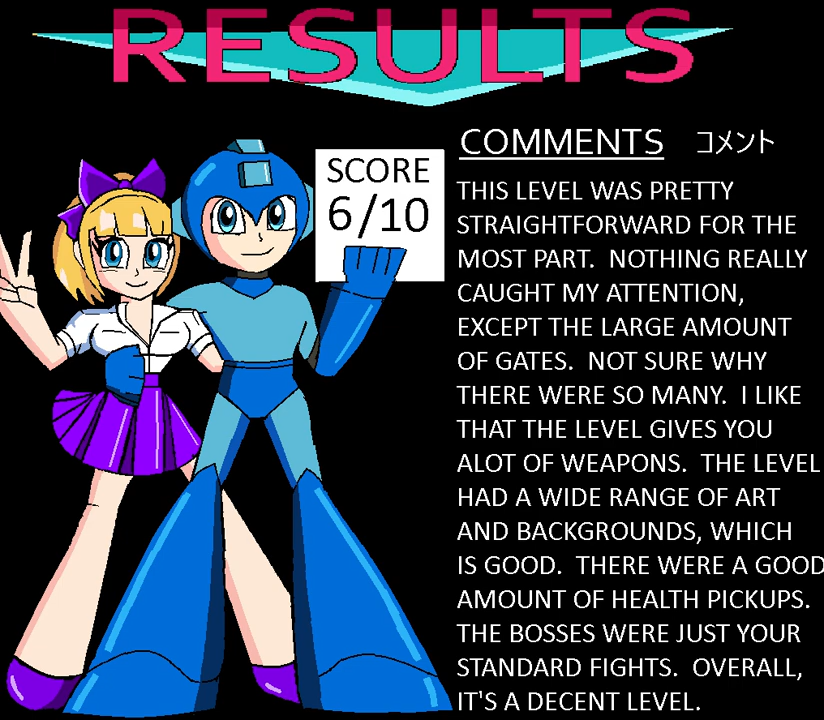 RESULTS
SCORE
6/10
COMMENTS コメント
THIS LEVEL WAS PRETTY
STRAIGHTFORWARD FOR THE
MOST PART. NOTHING REALLY
CAUGHT MY ATTENTION,
EXCEPT THE LARGE AMOUNT
OF GATES. NOT SURE WHY
THERE WERE SO MANY. I LIKE
THAT THE LEVEL GIVES YOU
ALOT OF WEAPONS. THE LEVEL
HAD A WIDE RANGE OF ART
AND BACKGROUNDS, WHICH
IS GOOD. THERE WERE A GOOD
AMOUNT OF HEALTH PICKUPS.
THE BOSSES WERE JUST YOUR
STANDARD FIGHTS. OVERALL,
IT'S A DECENT LEVEL.